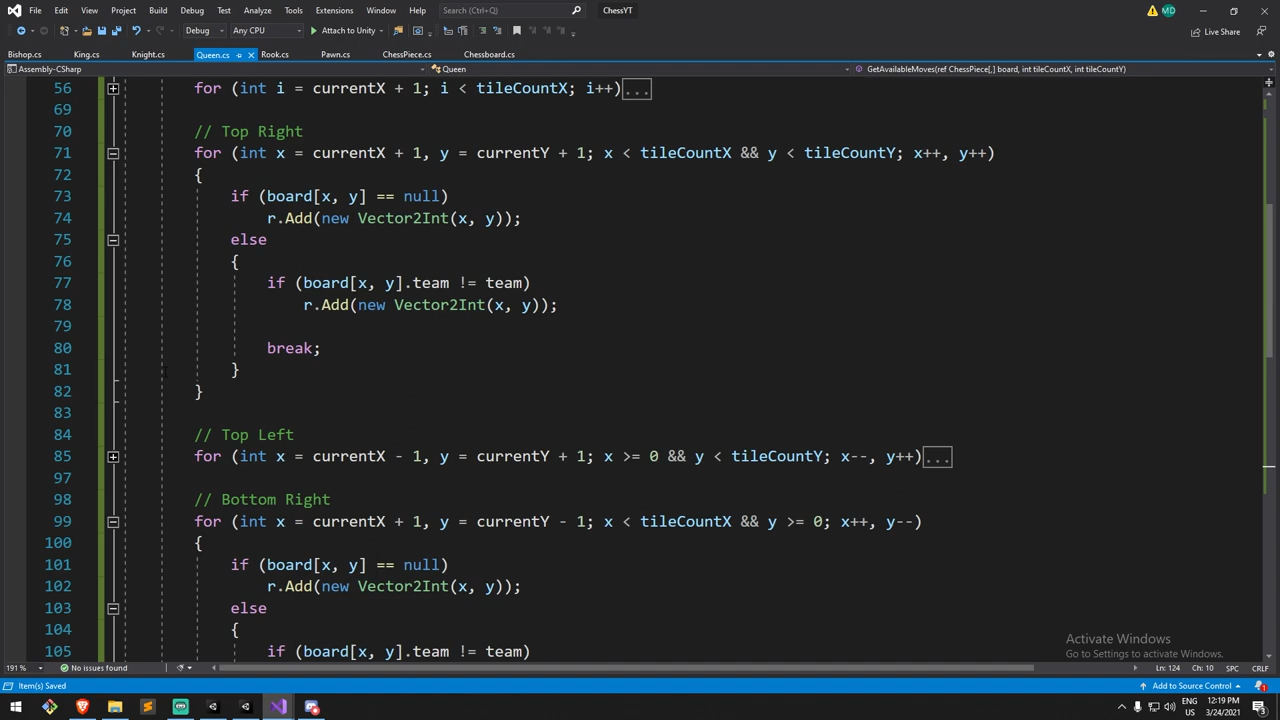 File Edit View Git Project Build Debug Test Analyze Tools Extensions Window Help Search (Ctrl+Q) ChessYT MD
Debug Any CPU Attach to Unity Live Share
Bishop.cs King.cs Knight.cs Queen.cs Rook.cs Pawn.cs ChessPiece.cs Chessboard.cs
Assembly-CSharp Queen GetAvailableMoves(ref ChessPiece[,] board, int tileCountX, int tileCountY)
56 for (int i = currentX + 1; i < tileCountX; i++)...
69
70 // Top Right
71 for (int x = currentX + 1, y = currentY + 1; x < tileCountX && y < tileCountY; x++, y++)
72 {
73 if (board[x, y] == null)
74 r.Add(new Vector2Int(x, y));
75 else
76 {
77 if (board[x, y].team != team)
78 r.Add(new Vector2Int(x, y));
79
80 break;
81 }
82 }
83
84 // Top Left
85 for (int x = currentX - 1, y = currentY + 1; x >= 0 && y < tileCountY; x--, y++)...
97
98 // Bottom Right
99 for (int x = currentX + 1, y = currentY - 1; x < tileCountX && y >= 0; x++, y--)
100 {
101 if (board[x, y] == null)
102 r.Add(new Vector2Int(x, y));
103 else
104 {
105 if (board[x, y].team != team)
Activate Windows
Go to Settings to activate Windows.
191 % No issues found Ln: 124 Ch: 10 SPC CRLF
Item(s) Saved Add to Source Control 1
ENG 12:19 PM
US 3/24/2021 3